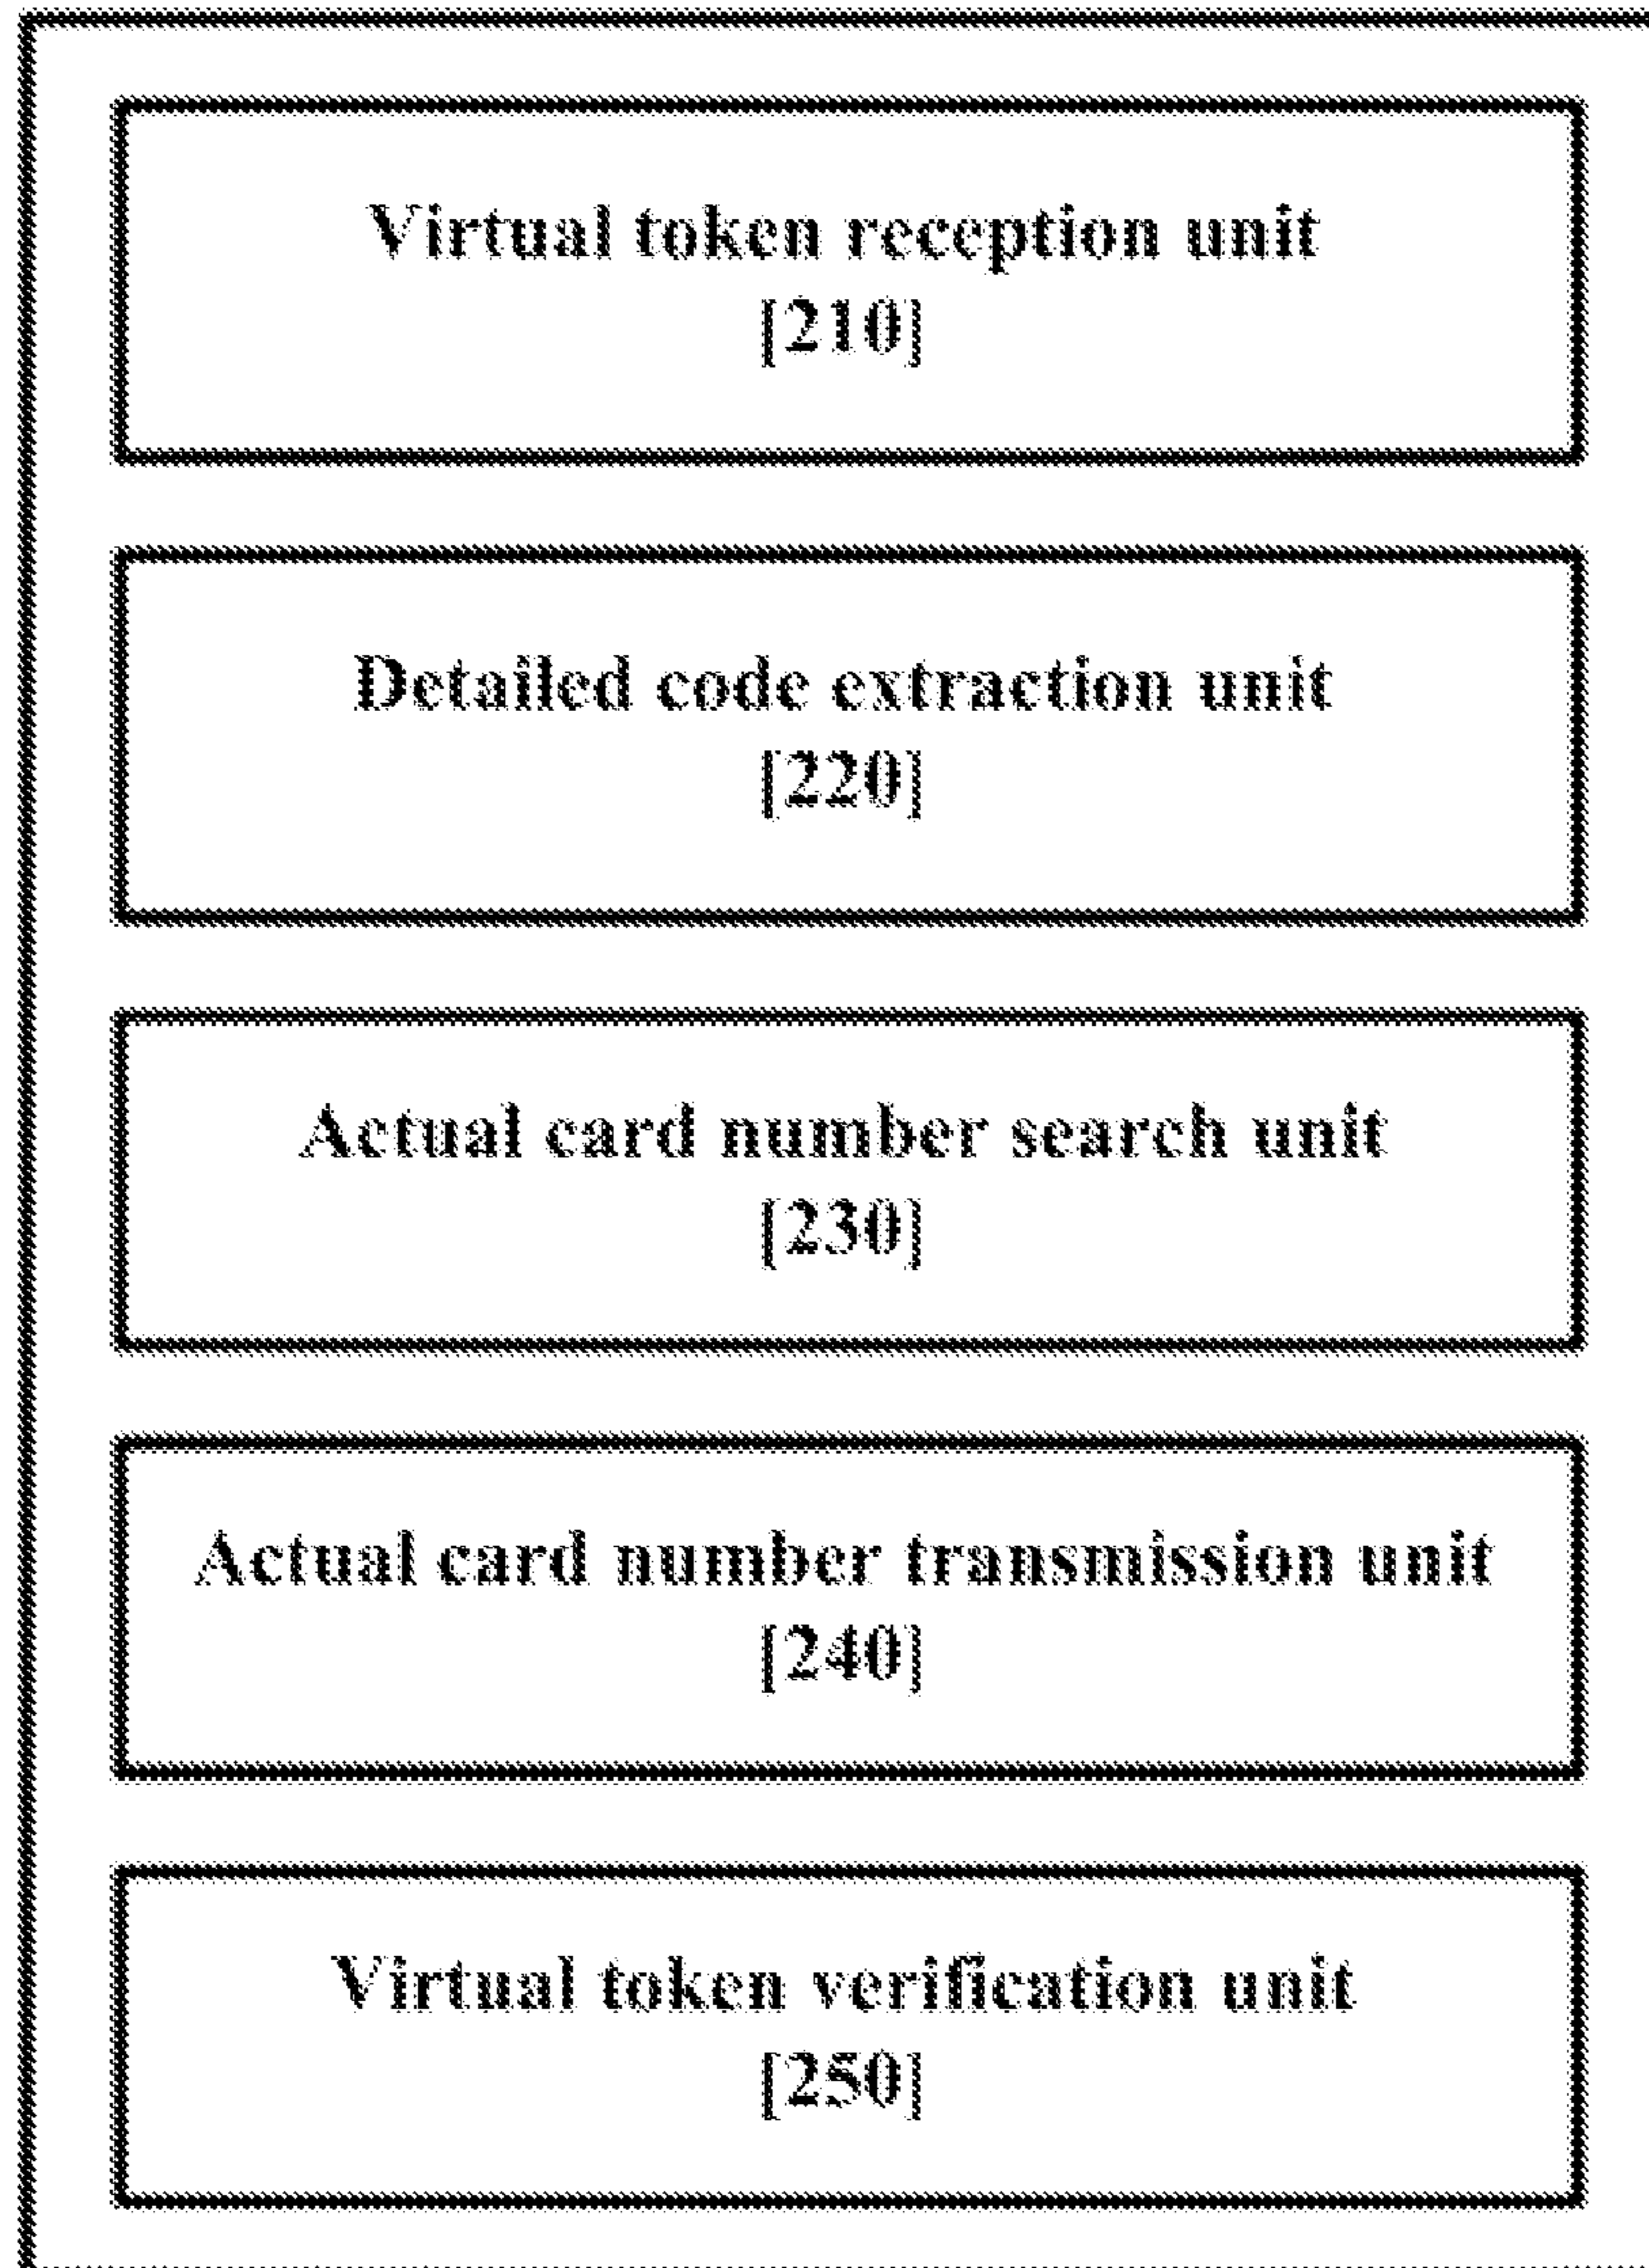 Virtual token reception unit
[210]
Detailed code extraction unit
[220]
Actual card number search unit
[230]
Actual card number transmission unit
[240]
Virtual token verification unit
[250]